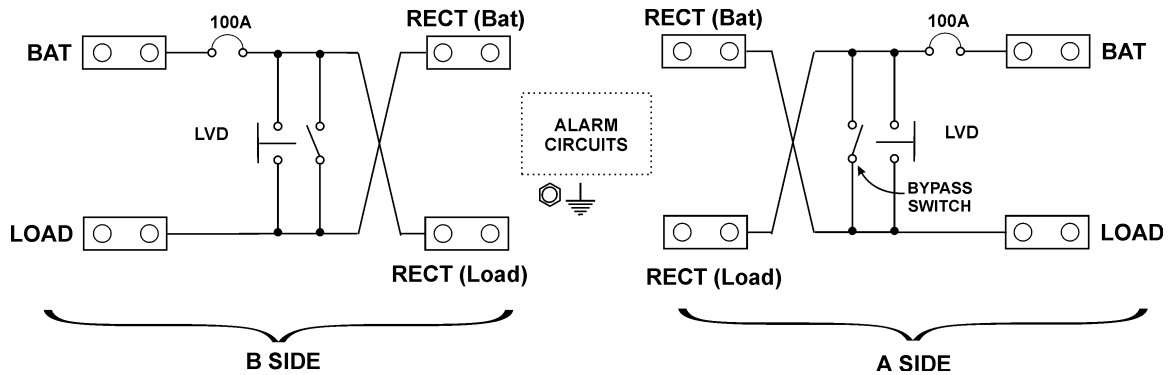 RECT (Bat)
100A
BAT
LVD
LOAD
RECT (Load)
B SIDE
ALARM
CIRCUITS
RECT (Bat)
100A
BAT
LVD
BYPASS
SWITCH
LOAD
RECT (Load)
A SIDE